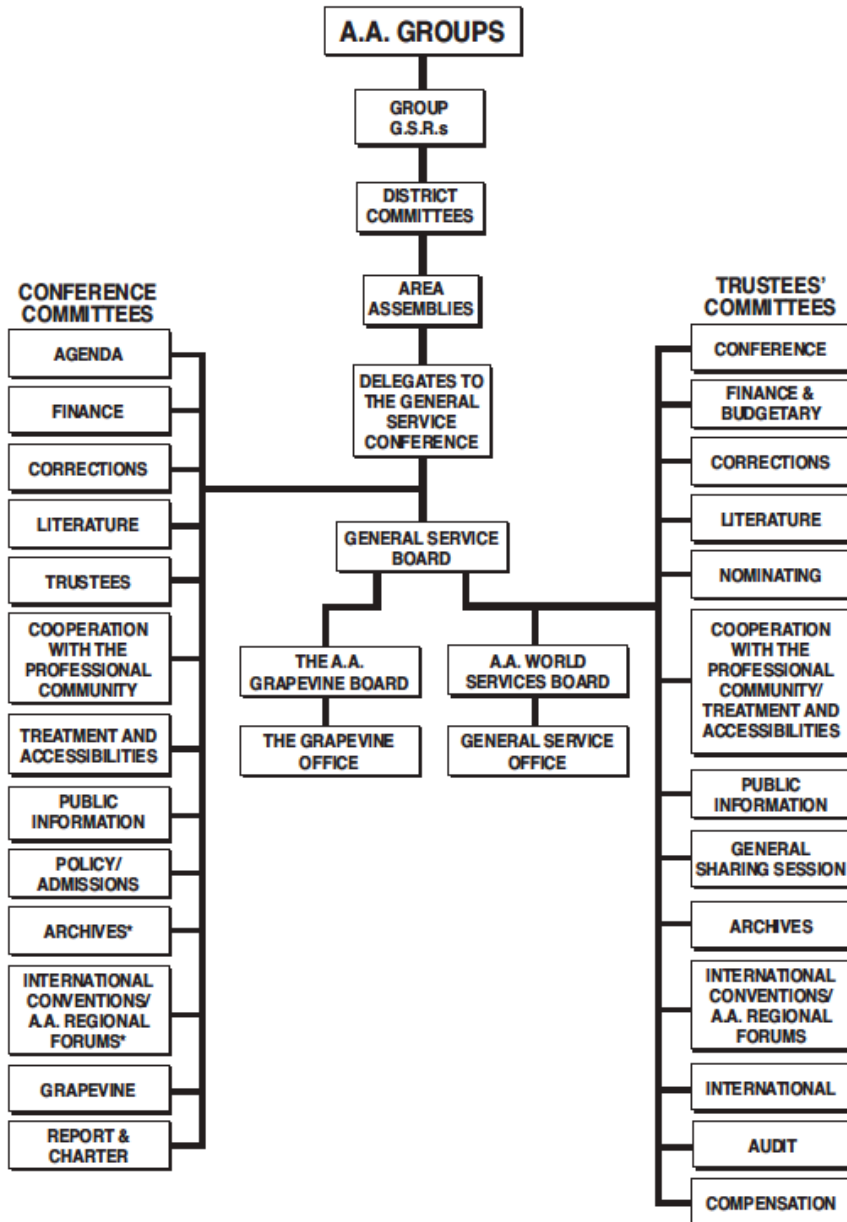 A.A. GROUPS
GROUP
G.S.R.s
DISTRICT
COMMITTEES
AREA
ASSEMBLIES
DELEGATES TO
THE GENERAL
SERVICE
CONFERENCE
GENERAL SERVICE
BOARD
THE A.A.
GRAPEVINE BOARD
THE GRAPEVINE
OFFICE
A.A. WORLD
SERVICES BOARD
GENERAL SERVICE
OFFICE
CONFERENCE
COMMITTEES
AGENDA
FINANCE
CORRECTIONS
LITERATURE
TRUSTEES
COOPERATION
WITH THE
PROFESSIONAL
COMMUNITY
TREATMENT AND
ACCESSIBILITIES
PUBLIC
INFORMATION
POLICY/
ADMISSIONS
ARCHIVES*
INTERNATIONAL
CONVENTIONS/
A.A. REGIONAL
FORUMS*
GRAPEVINE
REPORT &
CHARTER
TRUSTEES'
COMMITTEES
CONFERENCE
FINANCE &
BUDGETARY
CORRECTIONS
LITERATURE
NOMINATING
COOPERATION
WITH THE
PROFESSIONAL
COMMUNITY/
TREATMENT AND
ACCESSIBILITIES
PUBLIC
INFORMATION
GENERAL
SHARING SESSION
ARCHIVES
INTERNATIONAL
CONVENTIONS/
A.A. REGIONAL
FORUMS
INTERNATIONAL
AUDIT
COMPENSATION